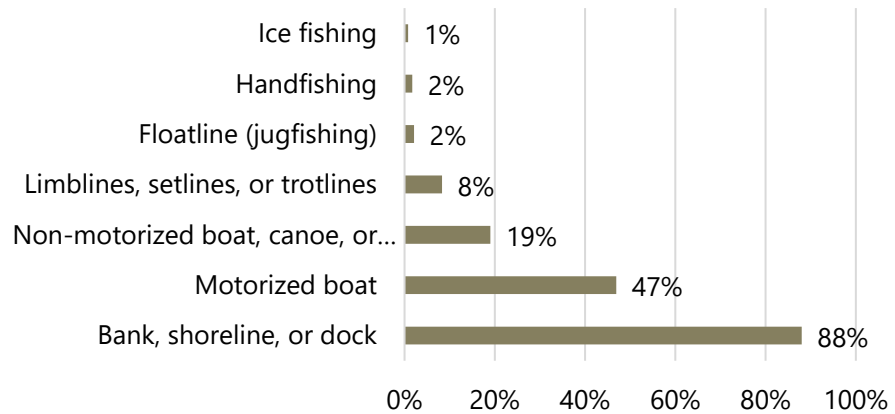 Ice fishing 1%
Handfishing 2%
Floatline (jugfishing) 2%
Limblines, setlines, or trotlines 8%
Non-motorized boat, canoe, or... 19%
Motorized boat 47%
Bank, shoreline, or dock 88%
0% 20% 40% 60% 80% 100%